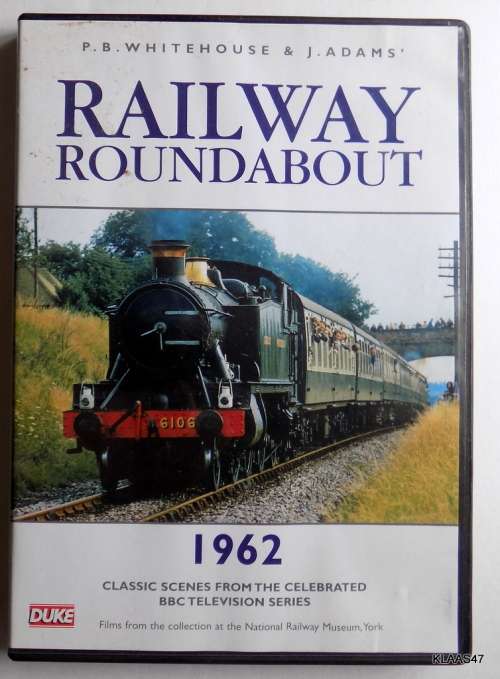 P. B. WHITEHOUSE & J. ADAMS'
RAILWAY
ROUNDABOUT
6106
1962
CLASSIC SCENES FROM THE CELEBRATED
BBC TELEVISION SERIES
DUKE
Films from the collection at the National Railway Museum, York
KLAAS47